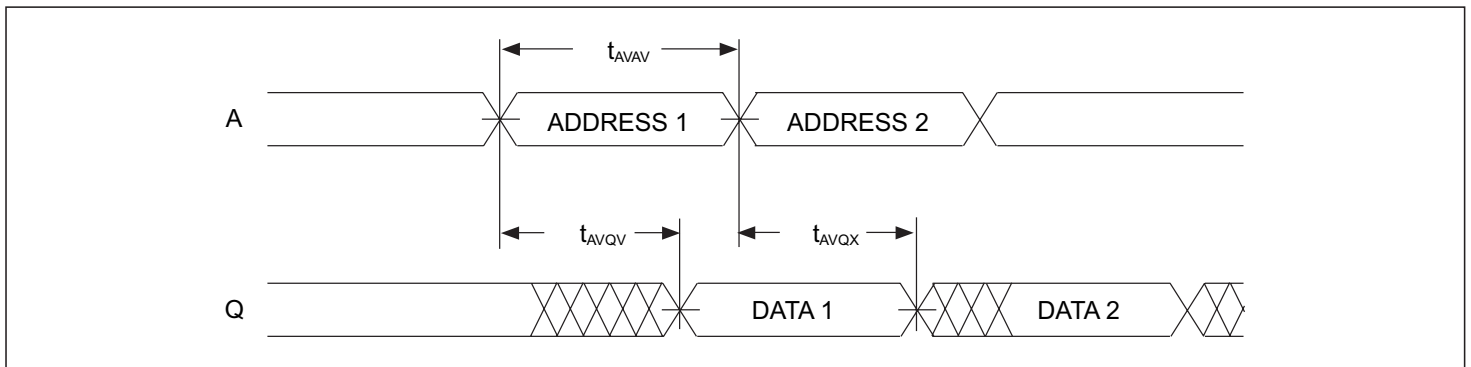 tAVAV
A ADDRESS 1 ADDRESS 2
tAVQV tAVQX
Q DATA 1 DATA 2